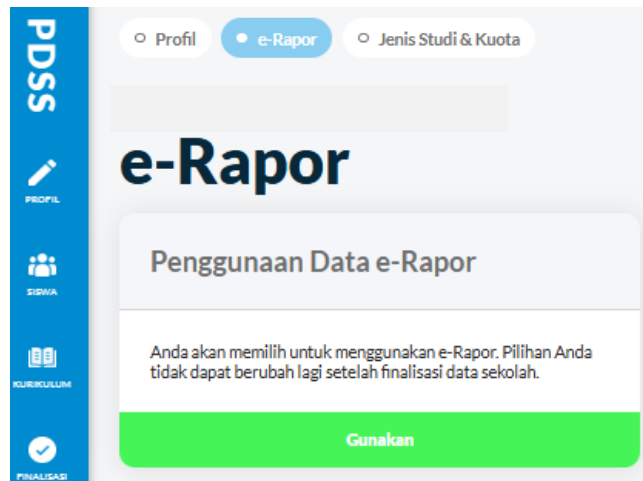 PDSS
Profil
e-Rapor
Jenis Studi & Kuota
e-Rapor
PROFIL
Penggunaan Data e-Rapor
SISWA
Anda akan memilih untuk menggunakan e-Rapor. Pilihan Anda
tidak dapat berubah lagi setelah finalisasi data sekolah.
KURIKULUM
Gunakan
FINALISASI